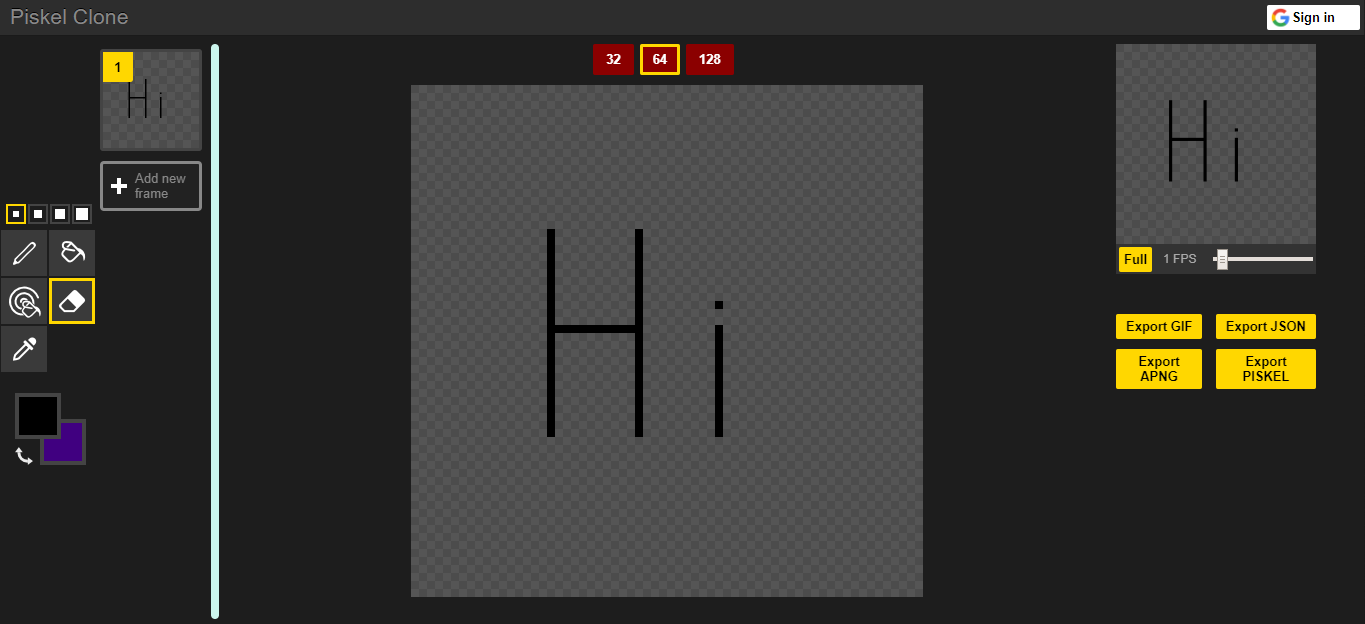 Piskel Clone
Sign in
1
Hi
Add new
frame
32
64
128
Hi
Hi
Full
1 FPS
Export GIF
Export JSON
Export
APNG
Export
PISKEL